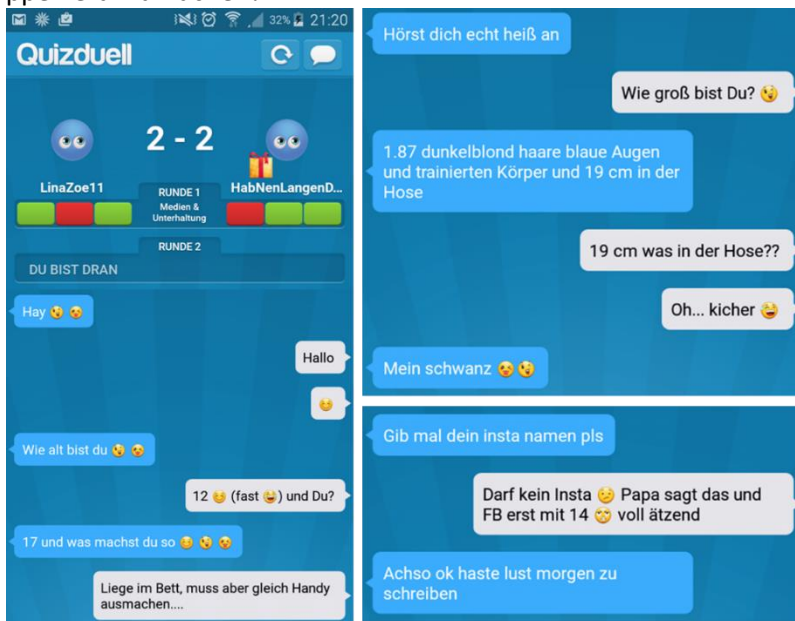 32% 21:20
Quizduell
2 - 2
LinaZoe11
RUNDE 1
HabNenLangenD...
Medien &
Unterhaltung
RUNDE 2
DU BIST DRAN
Hay 😘 😗
Hallo
😊
Wie alt bist du 😘 😗
12 😊 (fast 😄) und Du?
17 und was machst du so 😊 😘 😗
Liege im Bett, muss aber gleich Handy
ausmachen....
Hörst dich echt heiß an
Wie groß bist Du? 😘
1.87 dunkelblond haare blaue Augen
und trainierten Körper und 19 cm in der
Hose
19 cm was in der Hose??
Oh... kicher 😄
Mein schwanz 😗 😘
Gib mal dein insta namen pls
Darf kein Insta 😕 Papa sagt das und
FB erst mit 14 🙄 voll ätzend
Achso ok haste lust morgen zu
schreiben